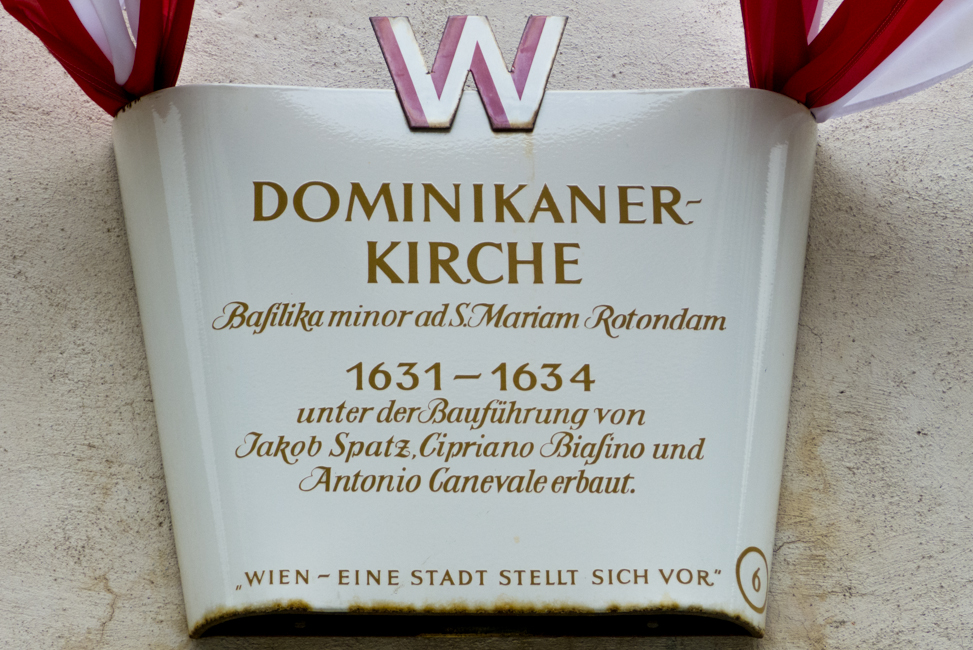 W
DOMINIKANER-
KIRCHE
Baſilika minor ad S. Mariam Rotondam
1631 – 1634
unter der Bauführung von
Jakob Spatz, Cipriano Biaſino und
Antonio Canevale erbaut.
„WIEN – EINE STADT STELLT SICH VOR“
6